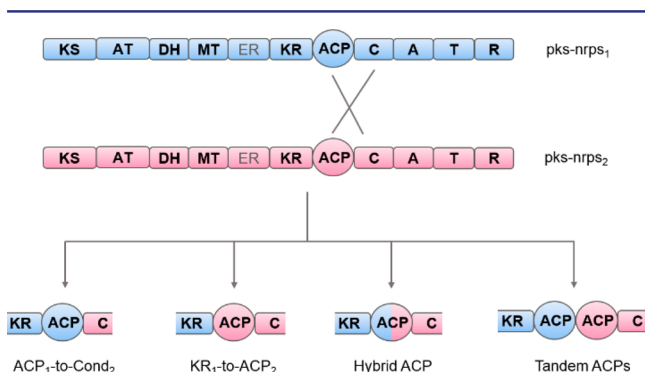 KS AT DH MT ER KR ACP C A T R pks-nrps₁
KS AT DH MT ER KR ACP C A T R pks-nrps₂
KR ACP C KR ACP C KR ACP C KR ACP ACP C
ACP₁-to-Cond₂ KR₁-to-ACP₂ Hybrid ACP Tandem ACPs